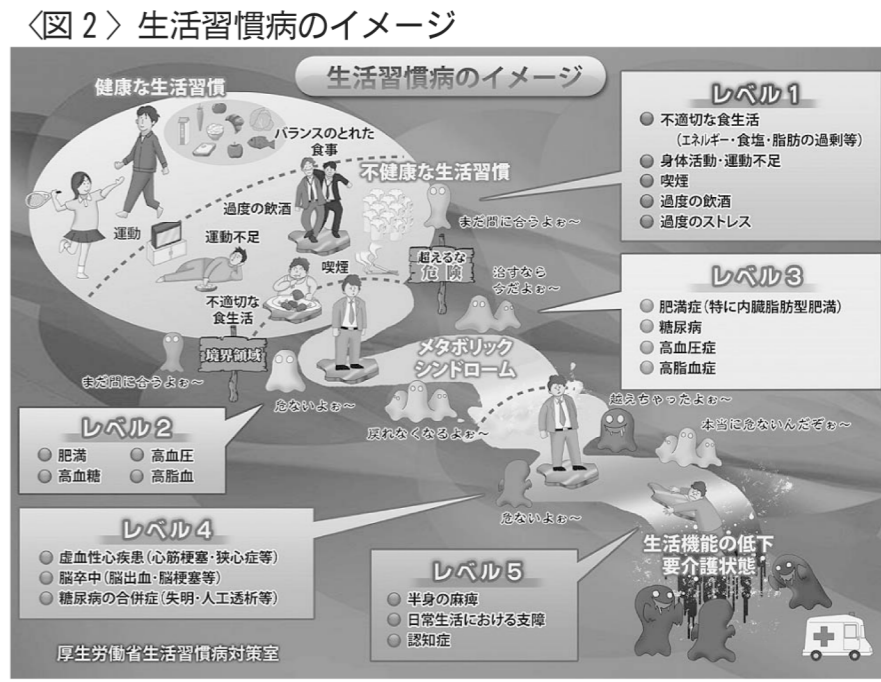 〈図2〉生活習慣病のイメージ
生活習慣病のイメージ
健康な生活習慣
バランスのとれた
食事
運動
不健康な生活習慣
過度の飲酒
運動不足
喫煙
不適切な
食生活
まだ間に合うよぉ~
超えるな
危険
治すなら
今だよぉ~
境界領域
まだ間に合うよぉ~
危ないよぉ~
メタボリック
シンドローム
戻れなくなるよぉ~
越えちゃったよぉ~
本当に危ないんだぞぉ~
危ないよぉ~
生活機能の低下
要介護状態
レベル1
不適切な食生活
(エネルギー・食塩・脂肪の過剰等)
身体活動・運動不足
喫煙
過度の飲酒
過度のストレス
レベル2
肥満 高血圧
高血糖 高脂血
レベル3
肥満症(特に内臓脂肪型肥満)
糖尿病
高血圧症
高脂血症
レベル4
虚血性心疾患(心筋梗塞・狭心症等)
脳卒中(脳出血・脳梗塞等)
糖尿病の合併症(失明・人工透析等)
レベル5
半身の麻痺
日常生活における支障
認知症
厚生労働省生活習慣病対策室